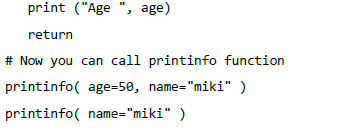 print ("Age ", age)
return
# Now you can call printinfo function
printinfo( age=50, name="miki" )
printinfo( name="miki" )